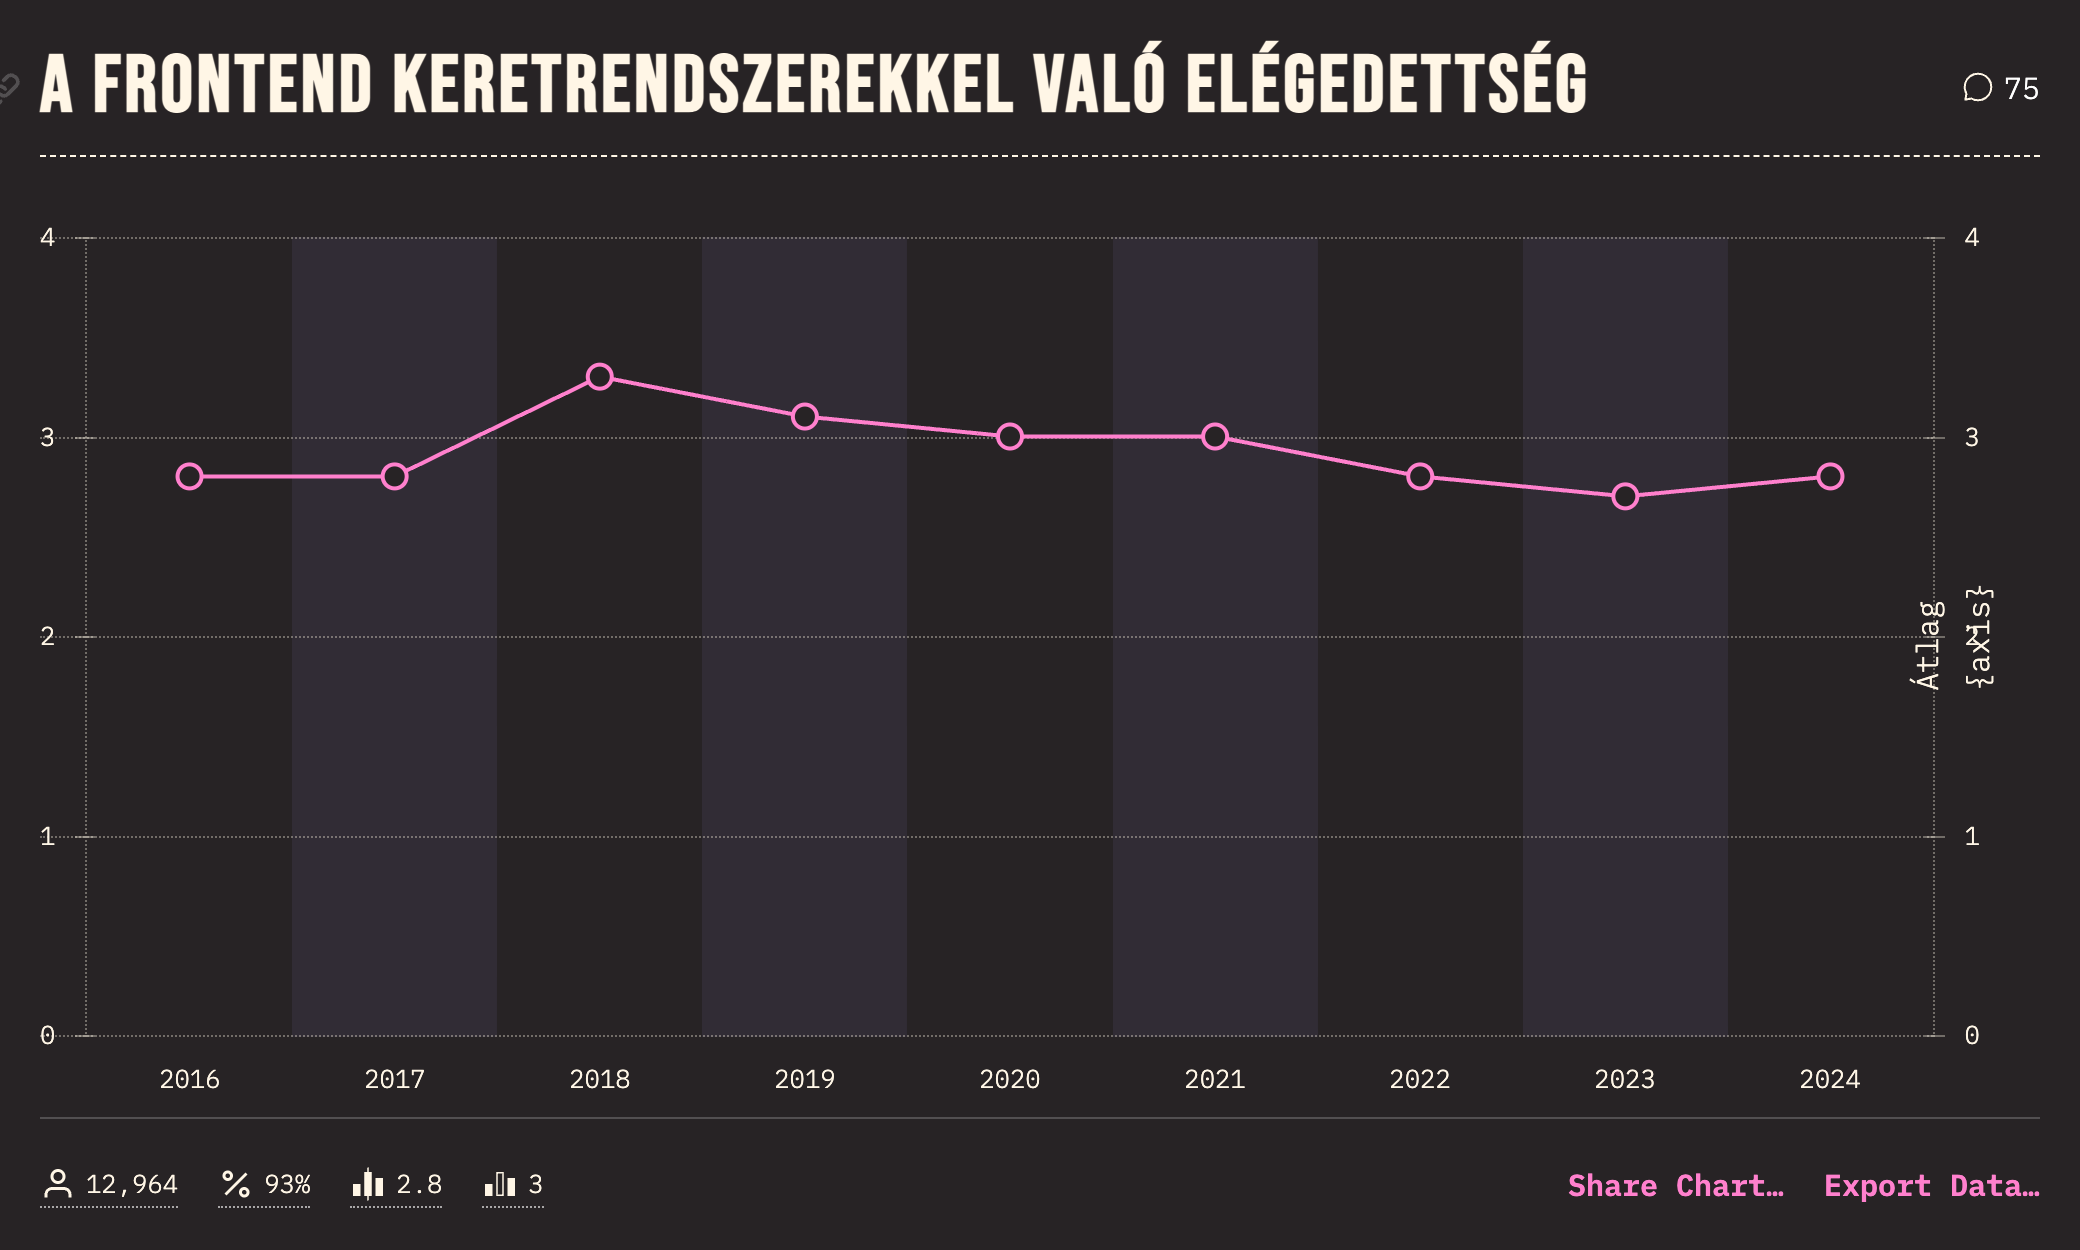 A FRONTEND KERETRENDSZEREKKEL VALÓ ELÉGEDETTSÉG
75
4
4
3
3
2
2
1
1
0
0
Átlag
{axis}
2016 2017 2018 2019 2020 2021 2022 2023 2024
12,964 93% 2.8 3
Share Chart… Export Data…